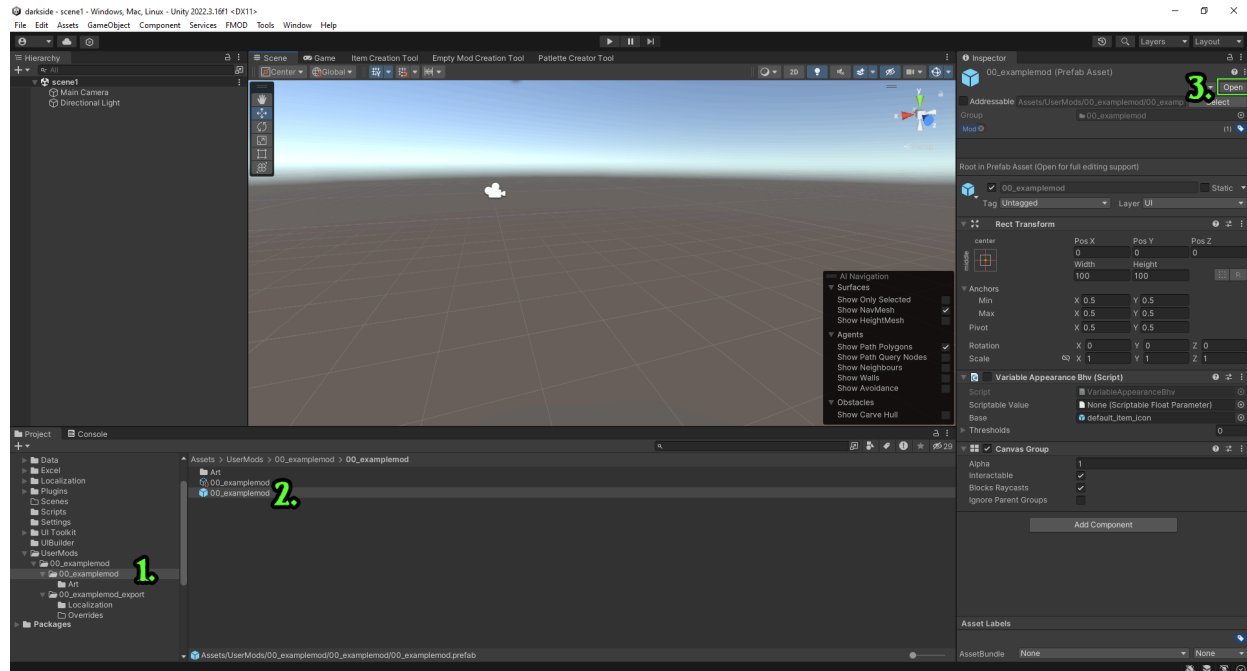 darkside - scene1 - Windows, Mac, Linux - Unity 2022.3.16f1 <DX11>
File Edit Assets GameObject Component Services FMOD Tools Window Help
Layers Layout
Hierarchy
All
scene1
Main Camera
Directional Light
Scene Game Item Creation Tool Empty Mod Creation Tool Patlette Creator Tool
Center Global 2D
y
x
z
AI Navigation
Surfaces
Show Only Selected
Show NavMesh
Show HeightMesh
Agents
Show Path Polygons
Show Path Query Nodes
Show Neighbours
Show Walls
Show Avoidance
Obstacles
Show Carve Hull
Inspector
00_examplemod (Prefab Asset)
3.
Open
Addressable Assets/UserMods/00_examplemod/00_examp
Select
Group 00_examplemod
Mod (1)
Root in Prefab Asset (Open for full editing support)
00_examplemod Static
Tag Untagged Layer UI
Rect Transform
center Pos X Pos Y Pos Z
middle 0 0 0
Width Height
100 100 R
Anchors
Min X 0.5 Y 0.5
Max X 0.5 Y 0.5
Pivot X 0.5 Y 0.5
Rotation X 0 Y 0 Z 0
Scale X 1 Y 1 Z 1
Variable Appearance Bhv (Script)
Script VariableAppearanceBhv
Scriptable Value None (Scriptable Float Parameter)
Base default_item_icon
Thresholds 0
Canvas Group
Alpha 1
Interactable
Blocks Raycasts
Ignore Parent Groups
Add Component
Asset Labels
AssetBundle None None
Project Console
29
Data
Excel
Localization
Plugins
Scenes
Scripts
Settings
UI Toolkit
UIBuilder
UserMods
00_examplemod
00_examplemod
1.
Art
00_examplemod_export
Localization
Overrides
Packages
Assets > UserMods > 00_examplemod > 00_examplemod
Art
00_examplemod
00_examplemod
2.
Assets/UserMods/00_examplemod/00_examplemod/00_examplemod.prefab